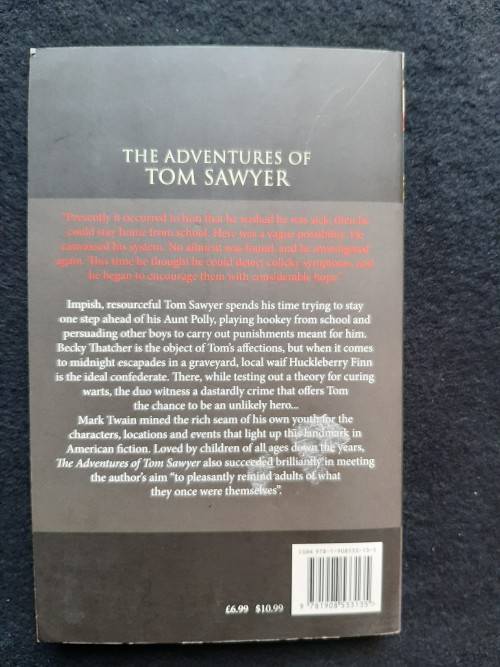 THE ADVENTURES OF
TOM SAWYER
"Presently it occurred to him that he wished he was sick; then he
could stay home from school. Here was a vague possibility. He
canvassed his system. No ailment was found, and he investigated
again. This time he thought he could detect colicky symptoms, and
he began to encourage them with considerable hope."
Impish, resourceful Tom Sawyer spends his time trying to stay
one step ahead of his Aunt Polly, playing hookey from school and
persuading other boys to carry out punishments meant for him.
Becky Thatcher is the object of Tom's affections, but when it comes
to midnight escapades in a graveyard, local waif Huckleberry Finn
is the ideal confederate. There, while testing out a theory for curing
warts, the duo witness a dastardly crime that offers Tom
the chance to be an unlikely hero...
Mark Twain mined the rich seam of his own youth for the
characters, locations and events that light up this landmark in
American fiction. Loved by children of all ages down the years,
The Adventures of Tom Sawyer also succeeded brilliantly in meeting
the author's aim "to pleasantly remind adults of what
they once were themselves".
ISBN 978-1-908533-13-5
9 781908 533135
£6.99 $10.99